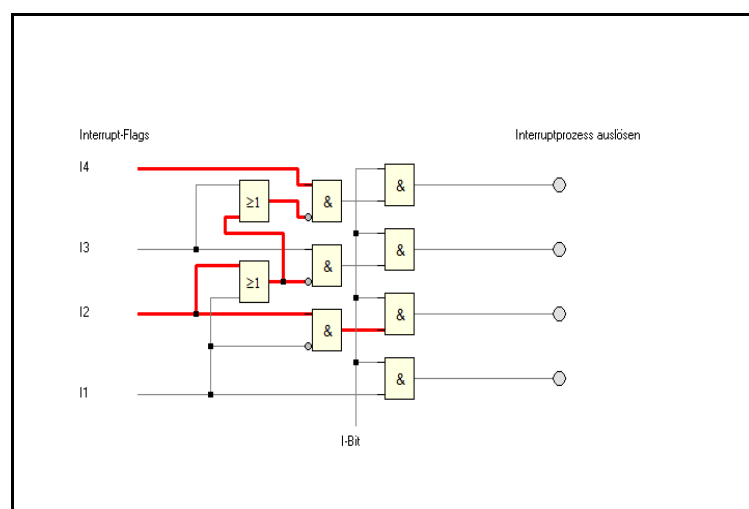 Interrupt-Flags
Interruptprozess auslösen
I4
&
≥1
&
I3
&
&
≥1
I2
&
&
&
I1
I-Bit